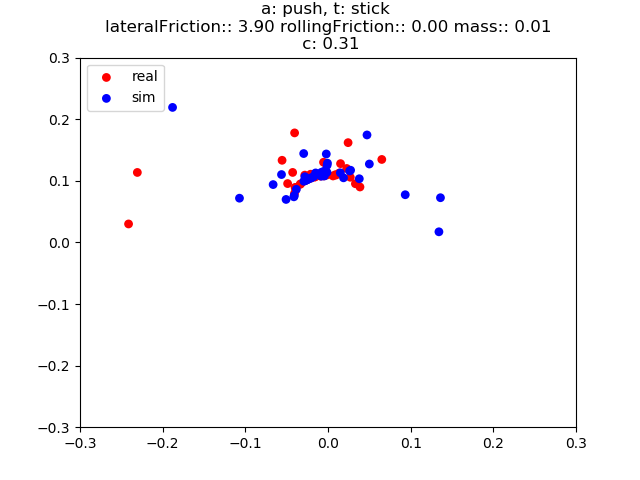 a: push, t: stick
lateralFriction:: 3.90 rollingFriction:: 0.00 mass:: 0.01
c: 0.31
real
sim
0.3
0.2
0.1
0.0
−0.1
−0.2
−0.3
−0.3 −0.2 −0.1 0.0 0.1 0.2 0.3